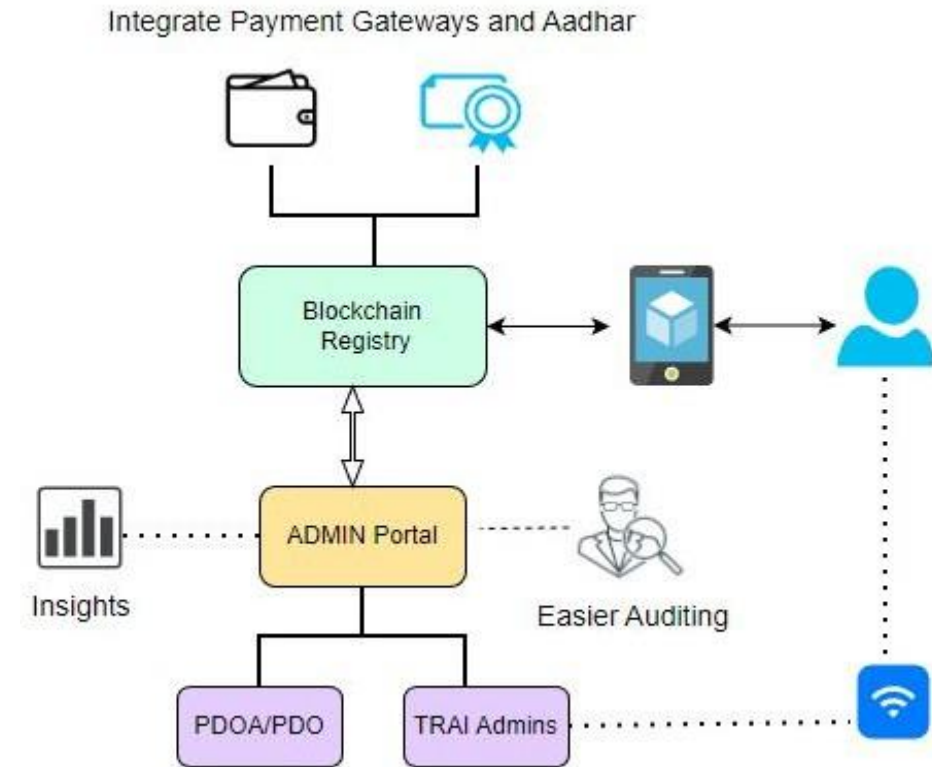 Integrate Payment Gateways and Aadhar
Blockchain
Registry
ADMIN Portal
Insights
Easier Auditing
PDOA/PDO
TRAI Admins